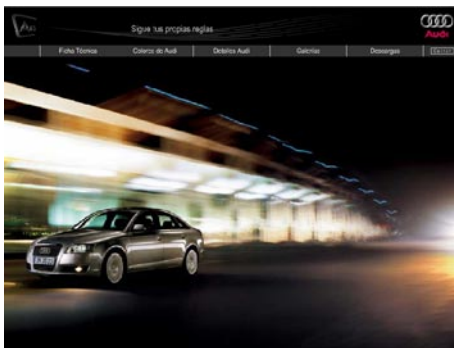 Sigue tus propias reglas
Audi
Ficha Técnica
Colores de Audi
Detalles Audi
Galerías
Descargas